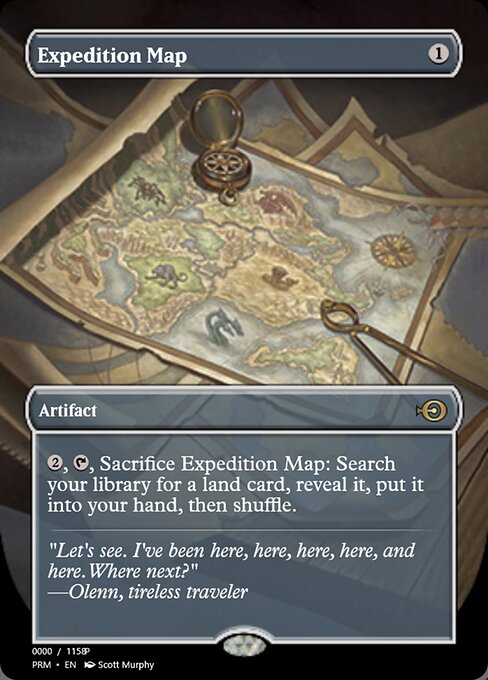 Expedition Map
1
Artifact
2, T, Sacrifice Expedition Map: Search
your library for a land card, reveal it, put it
into your hand, then shuffle.
"Let's see. I've been here, here, here, here, and
here. Where next?"
—Olenn, tireless traveler
0000 / 1158P
PRM • EN Scott Murphy